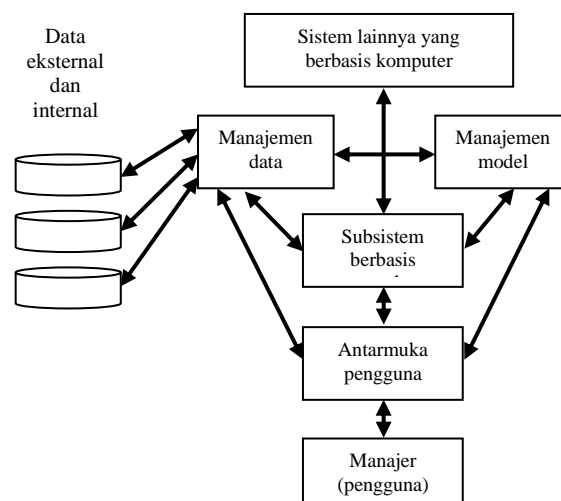 Data
eksternal
dan
internal
Sistem lainnya yang
berbasis komputer
Manajemen
data
Manajemen
model
Subsistem
berbasis
Antarmuka
pengguna
Manajer
(pengguna)